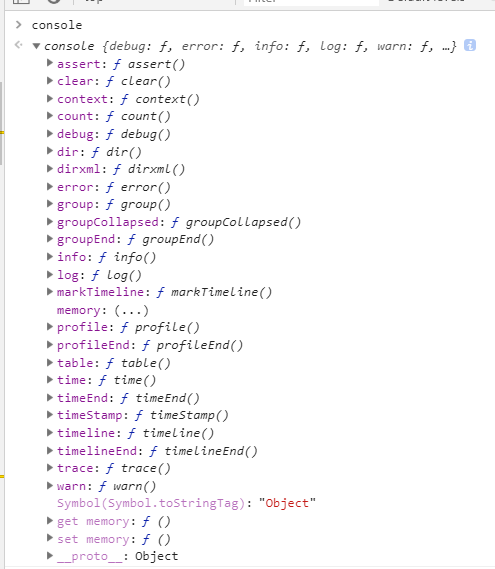 top
Filter
Default levels
> console
console {debug: ƒ, error: ƒ, info: ƒ, log: ƒ, warn: ƒ, …}
assert: ƒ assert()
clear: ƒ clear()
context: ƒ context()
count: ƒ count()
debug: ƒ debug()
dir: ƒ dir()
dirxml: ƒ dirxml()
error: ƒ error()
group: ƒ group()
groupCollapsed: ƒ groupCollapsed()
groupEnd: ƒ groupEnd()
info: ƒ info()
log: ƒ log()
markTimeline: ƒ markTimeline()
memory: (...)
profile: ƒ profile()
profileEnd: ƒ profileEnd()
table: ƒ table()
time: ƒ time()
timeEnd: ƒ timeEnd()
timeStamp: ƒ timeStamp()
timeline: ƒ timeline()
timelineEnd: ƒ timelineEnd()
trace: ƒ trace()
warn: ƒ warn()
Symbol(Symbol.toStringTag): "Object"
get memory: ƒ ()
set memory: ƒ ()
__proto__: Object